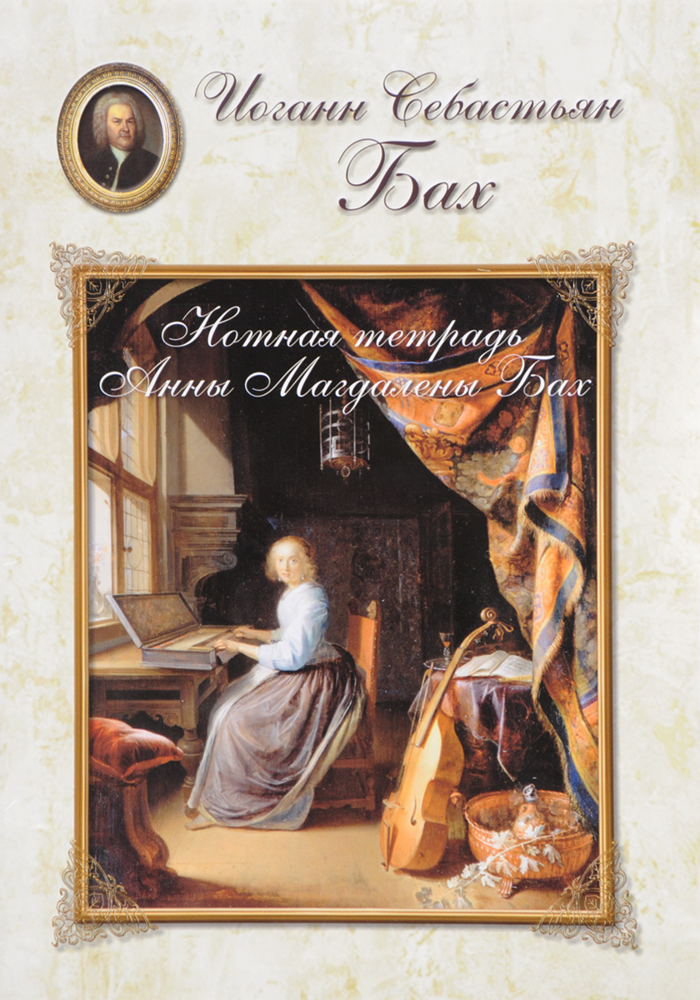 Иоганн Себастьян
Бах
Нотная тетрадь
Анны Магдалены Бах